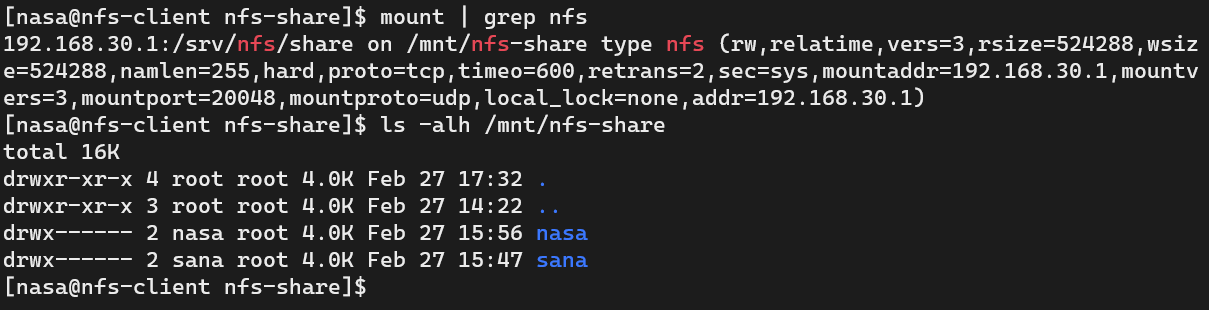 [nasa@nfs-client nfs-share]$ mount | grep nfs
192.168.30.1:/srv/nfs/share on /mnt/nfs-share type nfs (rw,relatime,vers=3,rsize=524288,wsiz
e=524288,namlen=255,hard,proto=tcp,timeo=600,retrans=2,sec=sys,mountaddr=192.168.30.1,mountv
ers=3,mountport=20048,mountproto=udp,local_lock=none,addr=192.168.30.1)
[nasa@nfs-client nfs-share]$ ls -alh /mnt/nfs-share
total 16K
drwxr-xr-x 4 root root 4.0K Feb 27 17:32 .
drwxr-xr-x 3 root root 4.0K Feb 27 14:22 ..
drwx------ 2 nasa root 4.0K Feb 27 15:56 nasa
drwx------ 2 sana root 4.0K Feb 27 15:47 sana
[nasa@nfs-client nfs-share]$